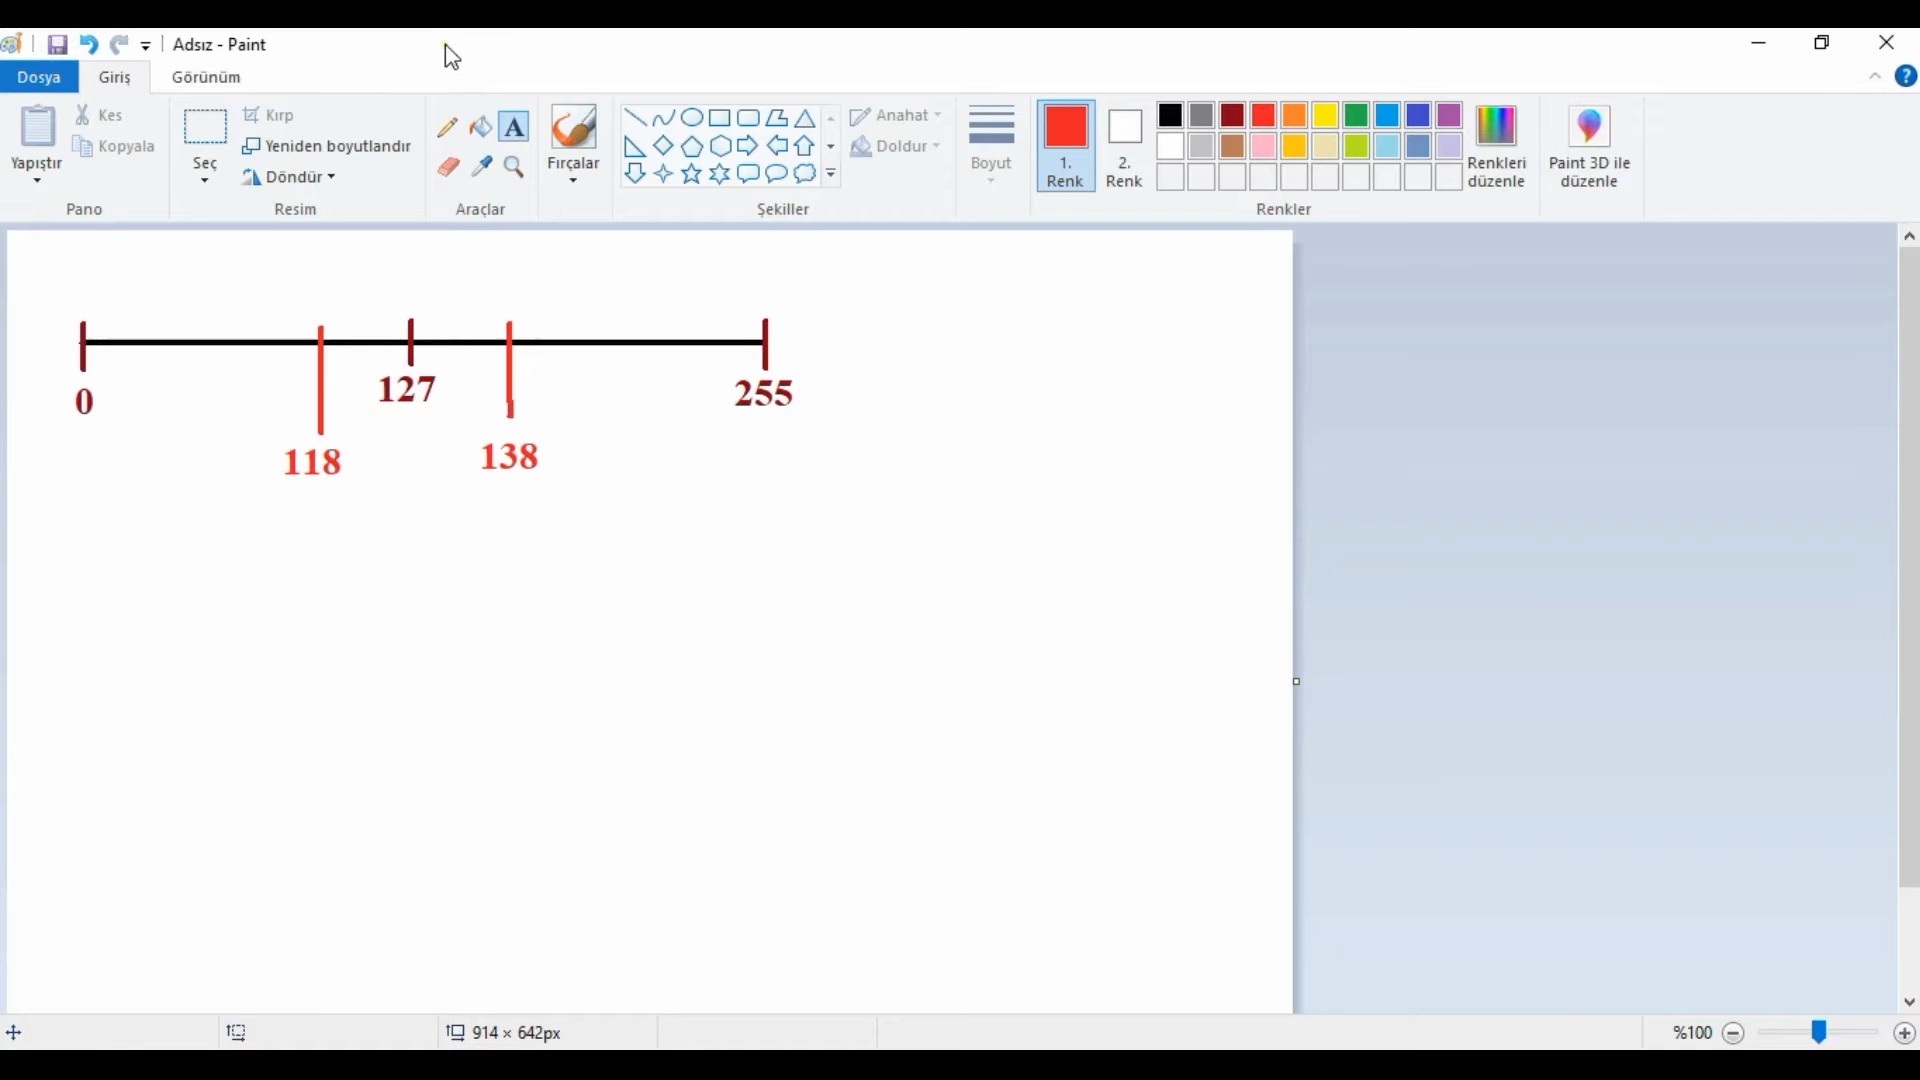 Adsız - Paint
Dosya Giriş Görünüm
Yapıştır
Kes
Kopyala
Pano
Seç
Kırp
Yeniden boyutlandır
Döndür
Resim
A
Araçlar
Fırçalar
Şekiller
Anahat
Doldur
Boyut
1.
Renk
2.
Renk
Renkler
Renkleri
düzenle
Paint 3D ile
düzenle
?
0
118
127
138
255
914 × 642px
%100